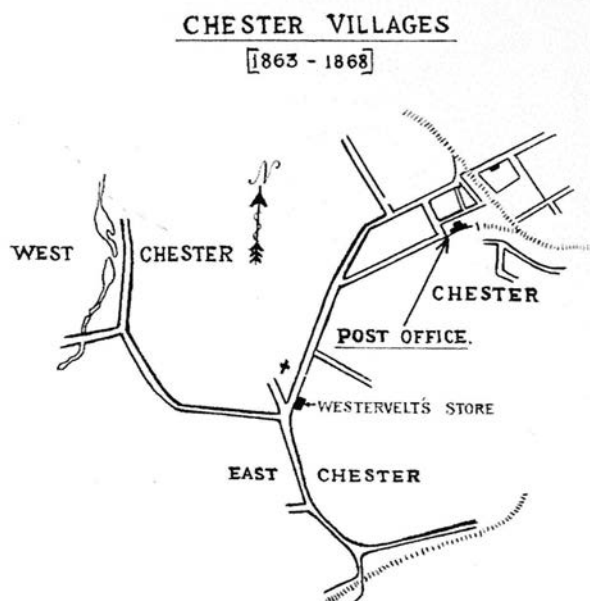 CHESTER VILLAGES
[1863 - 1868]
N
WEST CHESTER
CHESTER
POST OFFICE.
WESTERVELT'S STORE
EAST CHESTER